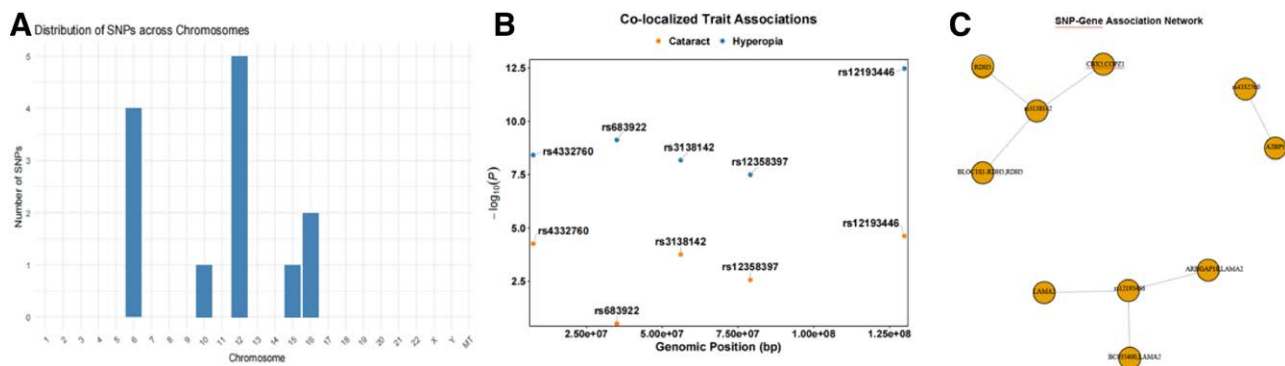 A
Distribution of SNPs across Chromosomes
Number of SNPs
5
4
3
2
1
0
1 2 3 4 5 6 7 8 9 10 11 12 13 14 15 16 17 18 19 20 21 22 X Y MT
Chromosome
B
Co-localized Trait Associations
Cataract Hyperopia
−log10(P)
12.5
10.0
7.5
5.0
2.5
rs12193446
rs683922
rs4332760
rs3138142
rs12358397
rs12193446
rs4332760
rs3138142
rs12358397
rs683922
2.50e+07 5.00e+07 7.50e+07 1.00e+08 1.25e+08
Genomic Position (bp)
C
SNP-Gene Association Network
RDH5
CBX5,COPZ1
rs3138142
BLOC1S1-RDH5,RDH5
rs4332760
ARHGAP18,LAMA2
LAMA2
rs12193446